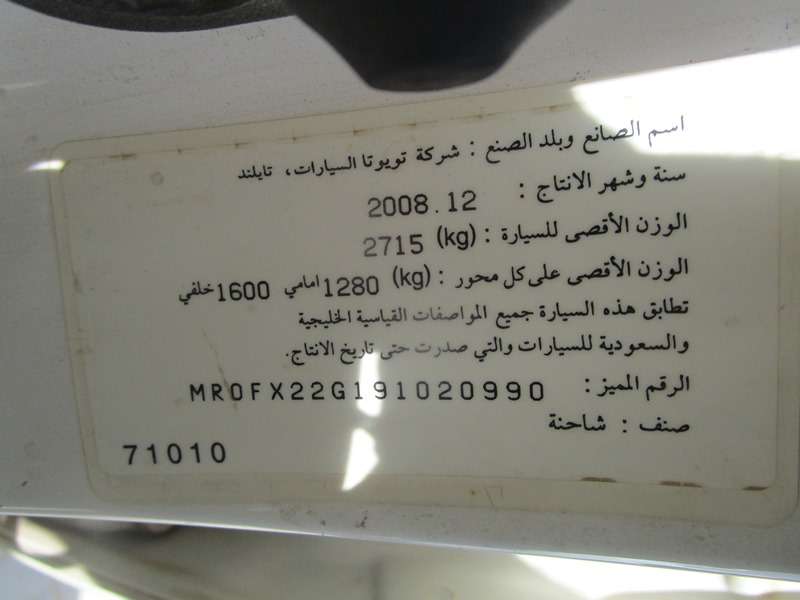 اسم الصانع وبلد الصنع : شركة تويوتا السيارات، تايلند
سنة وشهر الانتاج : 2008.12
الوزن الأقصى للسيارة : (kg) 2715
الوزن الأقصى على كل محور : (kg) 1280 امامي 1600 خلفي
تطابق هذه السيارة جميع المواصفات القياسية الخليجية
والسعودية للسيارات والتي صدرت حتى تاريخ الانتاج.
الرقم المميز : MR0FX22G191020990
صنف : شاحنة
71010